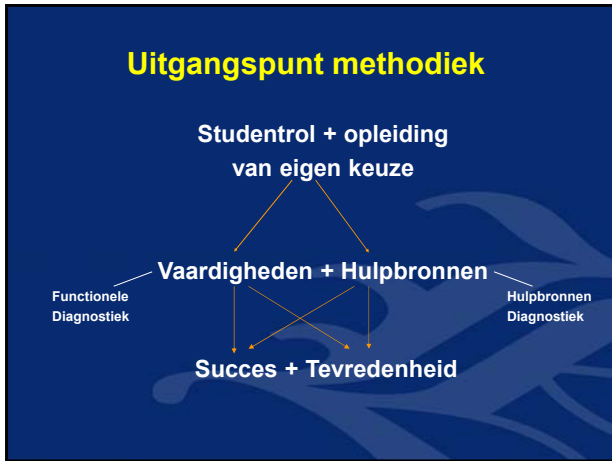 Uitgangspunt methodiek
Studentrol + opleiding
van eigen keuze
Vaardigheden + Hulpbronnen
Functionele
Diagnostiek
Hulpbronnen
Diagnostiek
Succes + Tevredenheid